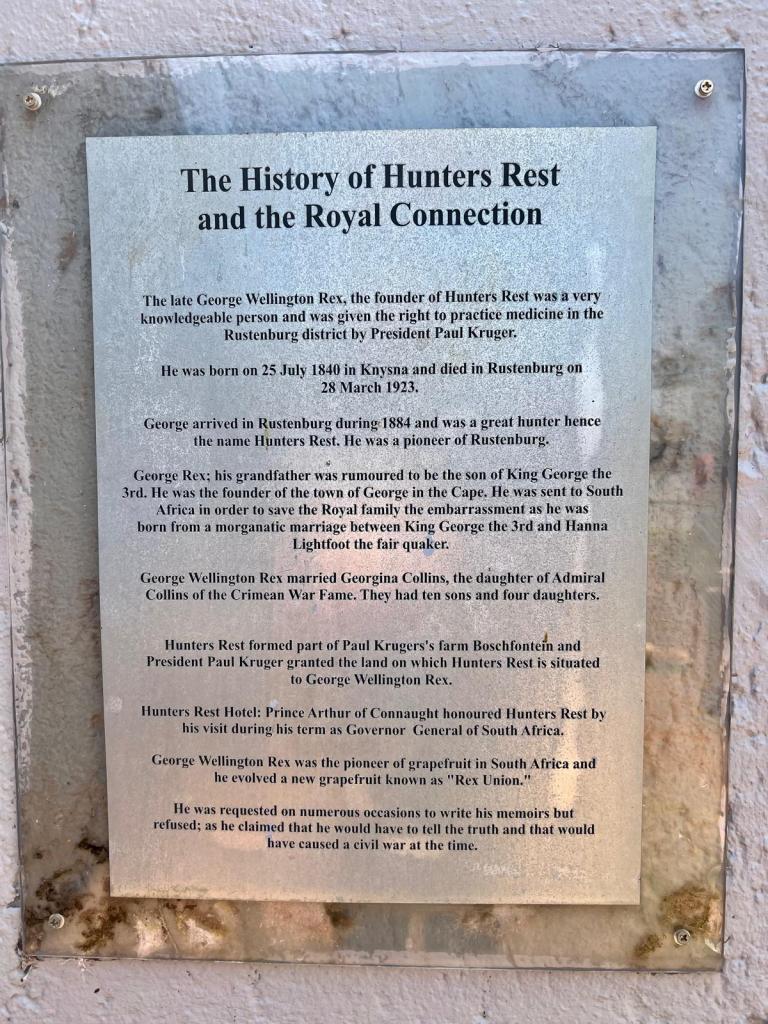 The History of Hunters Rest
and the Royal Connection
The late George Wellington Rex, the founder of Hunters Rest was a very
knowledgeable person and was given the right to practice medicine in the
Rustenburg district by President Paul Kruger.
He was born on 25 July 1840 in Knysna and died in Rustenburg on
28 March 1923.
George arrived in Rustenburg during 1884 and was a great hunter hence
the name Hunters Rest. He was a pioneer of Rustenburg.
George Rex; his grandfather was rumoured to be the son of King George the
3rd. He was the founder of the town of George in the Cape. He was sent to South
Africa in order to save the Royal family the embarrassment as he was
born from a morganatic marriage between King George the 3rd and Hanna
Lightfoot the fair quaker.
George Wellington Rex married Georgina Collins, the daughter of Admiral
Collins of the Crimean War Fame. They had ten sons and four daughters.
Hunters Rest formed part of Paul Krugers's farm Boschfontein and
President Paul Kruger granted the land on which Hunters Rest is situated
to George Wellington Rex.
Hunters Rest Hotel: Prince Arthur of Connaught honoured Hunters Rest by
his visit during his term as Governor General of South Africa.
George Wellington Rex was the pioneer of grapefruit in South Africa and
he evolved a new grapefruit known as "Rex Union."
He was requested on numerous occasions to write his memoirs but
refused; as he claimed that he would have to tell the truth and that would
have caused a civil war at the time.